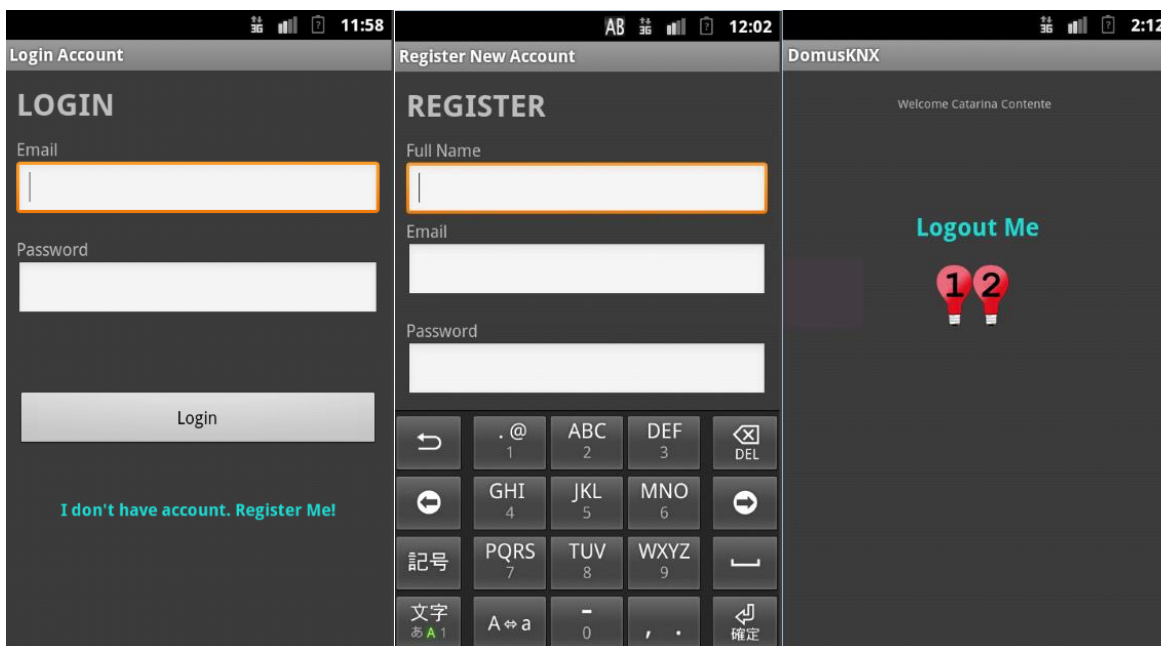 3G 11:58
Login Account
LOGIN
Email
Password
Login
I don't have account. Register Me!
AB 3G 12:02
Register New Account
REGISTER
Full Name
Email
Password
. @ ABC DEF
1 2 3 DEL
GHI JKL MNO
4 5 6
記号 PQRS TUV WXYZ
7 8 9
文字 A⇔a - , .
あA1 0 確定
3G 2:12
DomusKNX
Welcome Catarina Contente
Logout Me
1 2